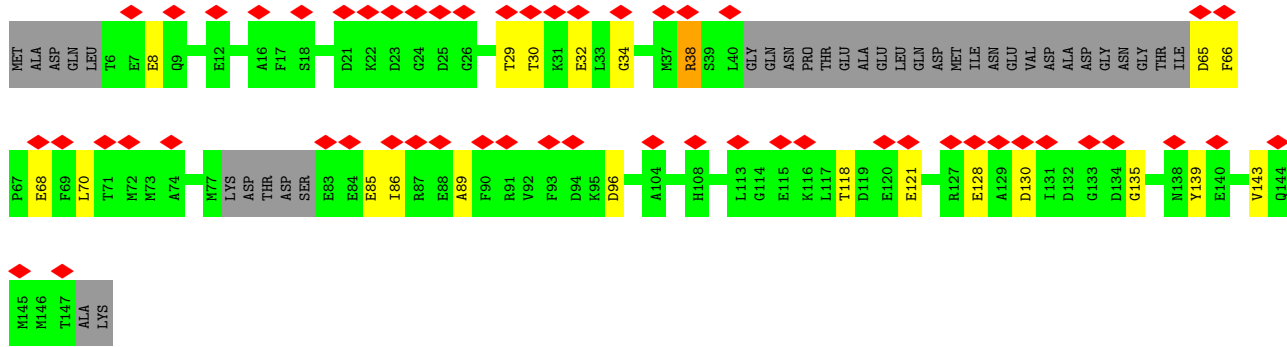 MET ALA ASP GLN LEU T6 E7 E8 Q9 E12 A16 F17 S18 D21 K22 D23 G24 D25 G26 T29 T30 K31 E32 L33 G34 M37 R38 S39 L40 GLY GLN ASN PRO THR GLU ALA GLU LEU GLN ASP MET ILE ASN GLU VAL ASP ALA ASP GLY ASN GLY THR ILE D65 F66
P67 E68 F69 L70 T71 M72 M73 A74 M77 LYS ASP THR ASP SER E83 E84 E85 I86 R87 E88 A89 F90 R91 V92 F93 D94 K95 D96 A104 H108 L113 G114 E115 K116 L117 T118 D119 E120 E121 R127 E128 A129 D130 I131 D132 G133 D134 G135 N138 Y139 E140 V143 Q144
M145 M146 T147 ALA LYS